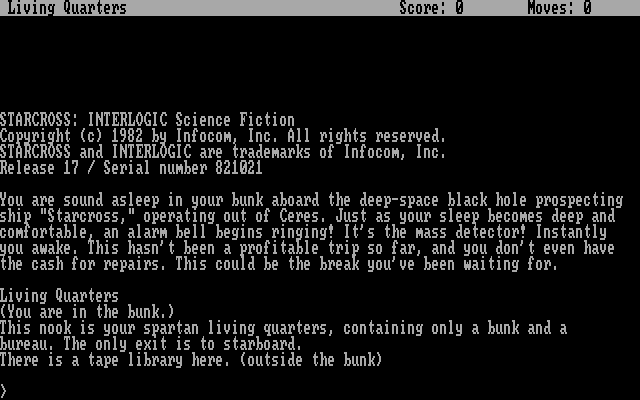 Living Quarters Score: 0 Moves: 0
STARCROSS: INTERLOGIC Science Fiction
Copyright (c) 1982 by Infocom, Inc. All rights reserved.
STARCROSS and INTERLOGIC are trademarks of Infocom, Inc.
Release 17 / Serial number 821021
You are sound asleep in your bunk aboard the deep-space black hole prospecting
ship "Starcross," operating out of Ceres. Just as your sleep becomes deep and
comfortable, an alarm bell begins ringing! It's the mass detector! Instantly
you awake. This hasn't been a profitable trip so far, and you don't even have
the cash for repairs. This could be the break you've been waiting for.
Living Quarters
(You are in the bunk.)
This nook is your spartan living quarters, containing only a bunk and a
bureau. The only exit is to starboard.
There is a tape library here. (outside the bunk)
>